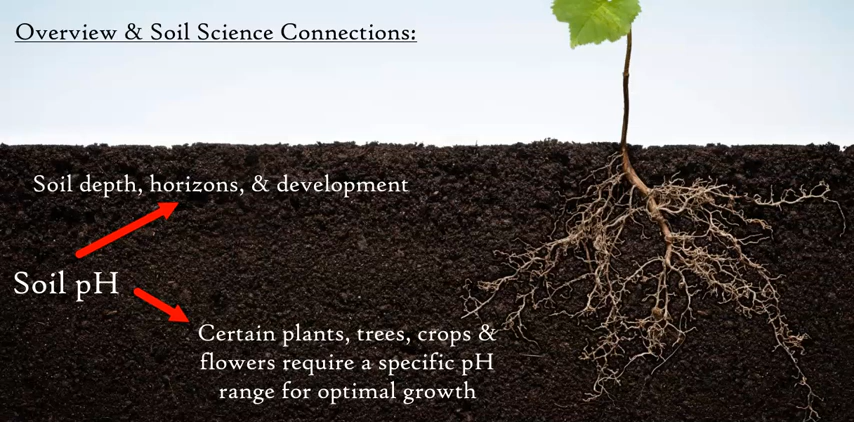 Overview & Soil Science Connections:
Soil depth, horizons, & development
Soil pH
Certain plants, trees, crops &
flowers require a specific pH
range for optimal growth